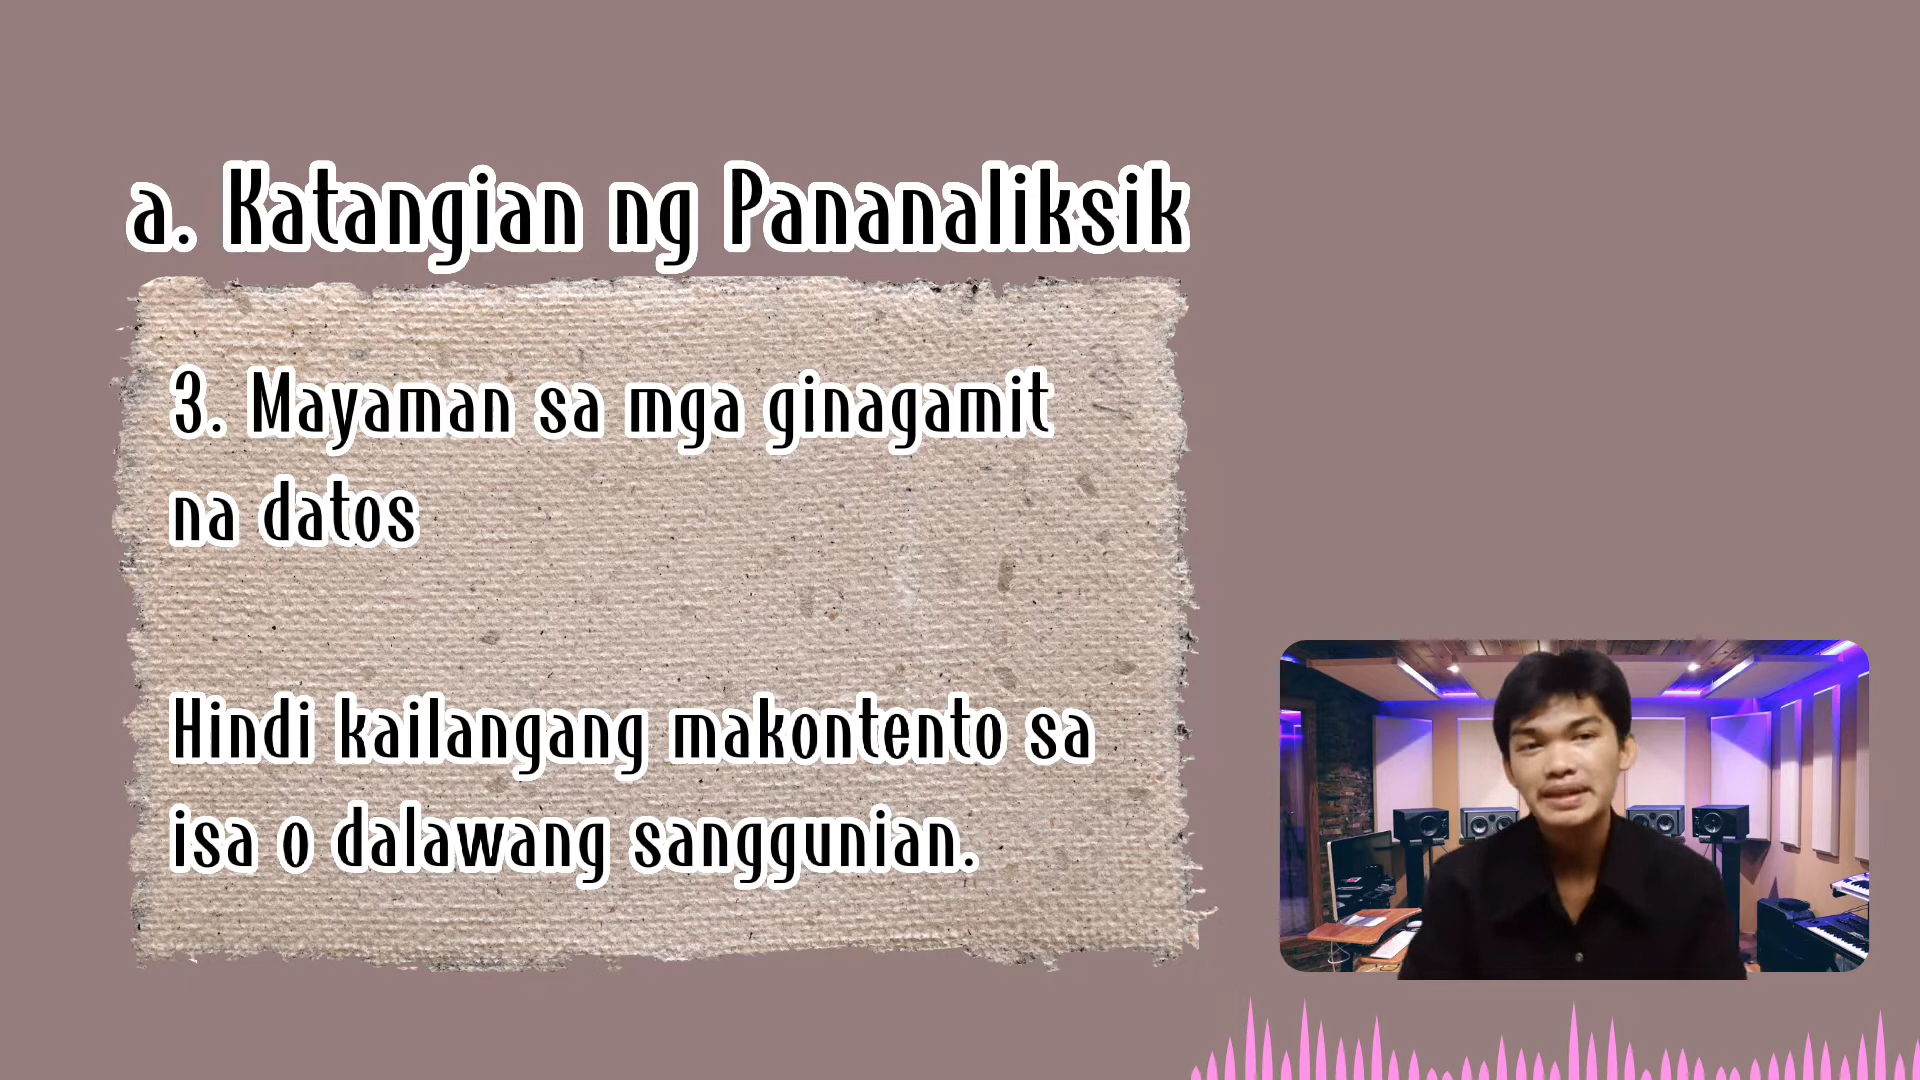 a. Katangian ng Pananaliksik
3. Mayaman sa mga ginagamit
na datos
Hindi kailangang makontento sa
isa o dalawang sanggunian.